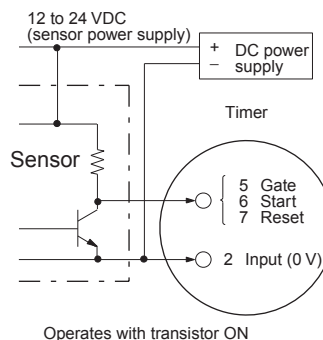 12 to 24 VDC
(sensor power supply)
+ DC power
− supply
Timer
Sensor
5 Gate
6 Start
7 Reset
2 Input (0 V)
Operates with transistor ON